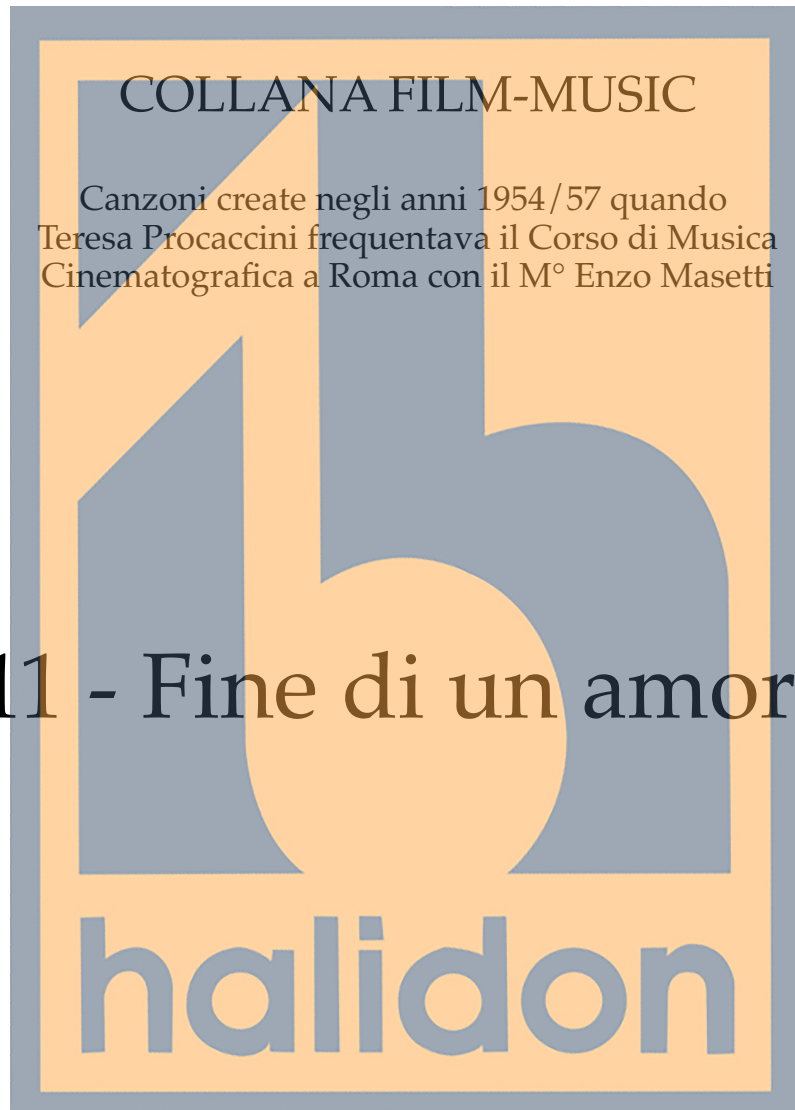 COLLANA FILM-MUSIC
Canzoni create negli anni 1954/57 quando
Teresa Procaccini frequentava il Corso di Musica
Cinematografica a Roma con il M° Enzo Masetti
11 - Fine di un amor
halidon